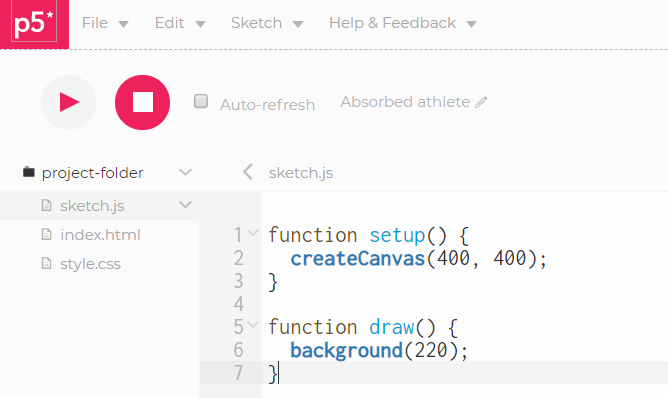 p5*
File Edit Sketch Help & Feedback
Auto-refresh Absorbed athlete
project-folder
sketch.js
index.html
style.css
sketch.js
1 function setup() {
2 createCanvas(400, 400);
3 }
4
5 function draw() {
6 background(220);
7 }